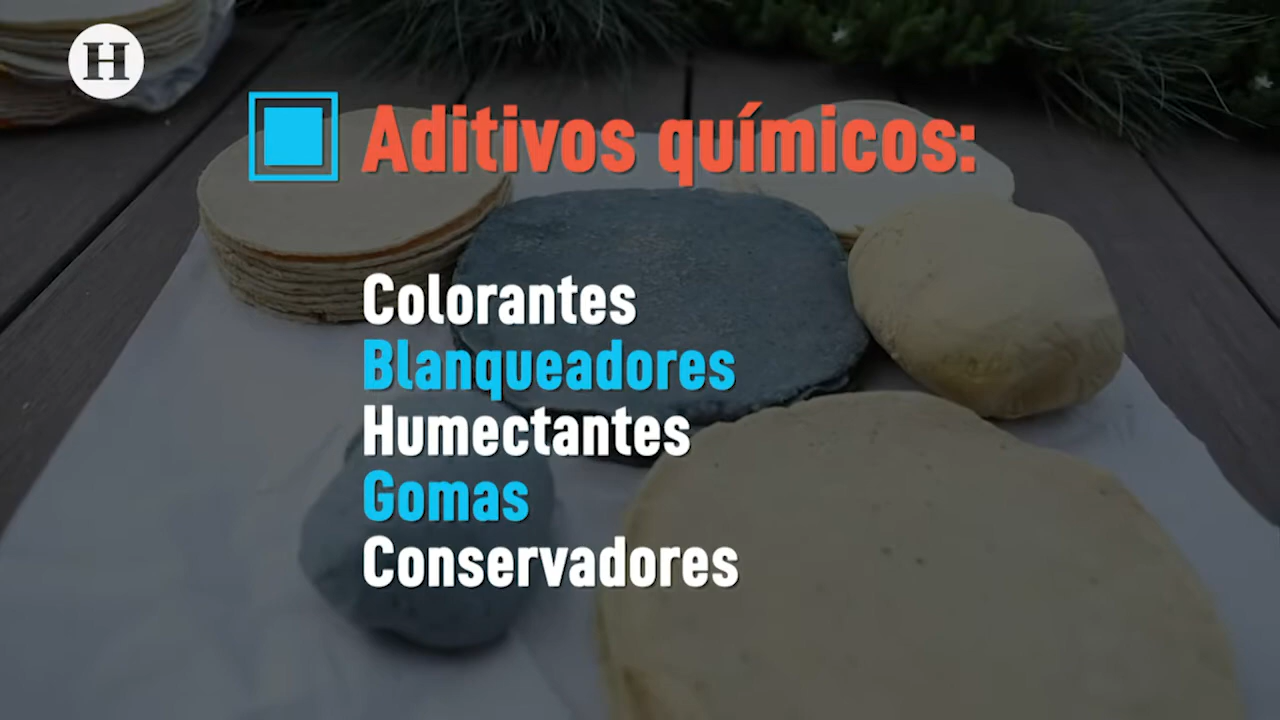 H
Aditivos químicos:
Colorantes
Blanqueadores
Humectantes
Gomas
Conservadores